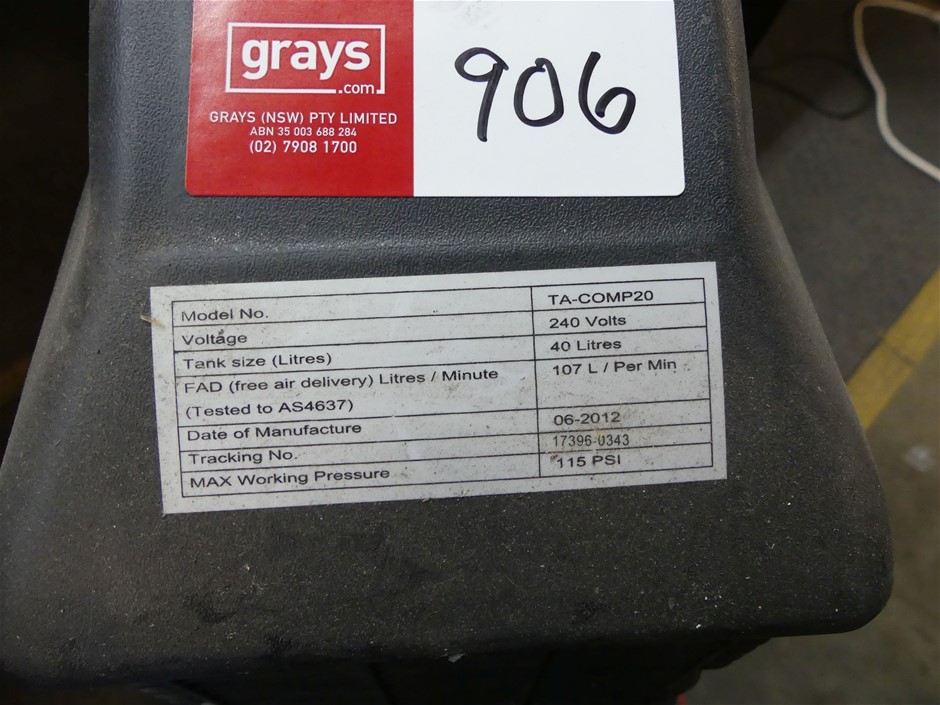 grays
.com
GRAYS (NSW) PTY LIMITED
ABN 35 003 688 284
(02) 7908 1700
906
Model No. TA-COMP20
Voltage 240 Volts
Tank size (Litres) 40 Litres
FAD (free air delivery) Litres / Minute 107 L / Per Min
(Tested to AS4637)
Date of Manufacture 06-2012
Tracking No. 17396-0343
MAX Working Pressure 115 PSI